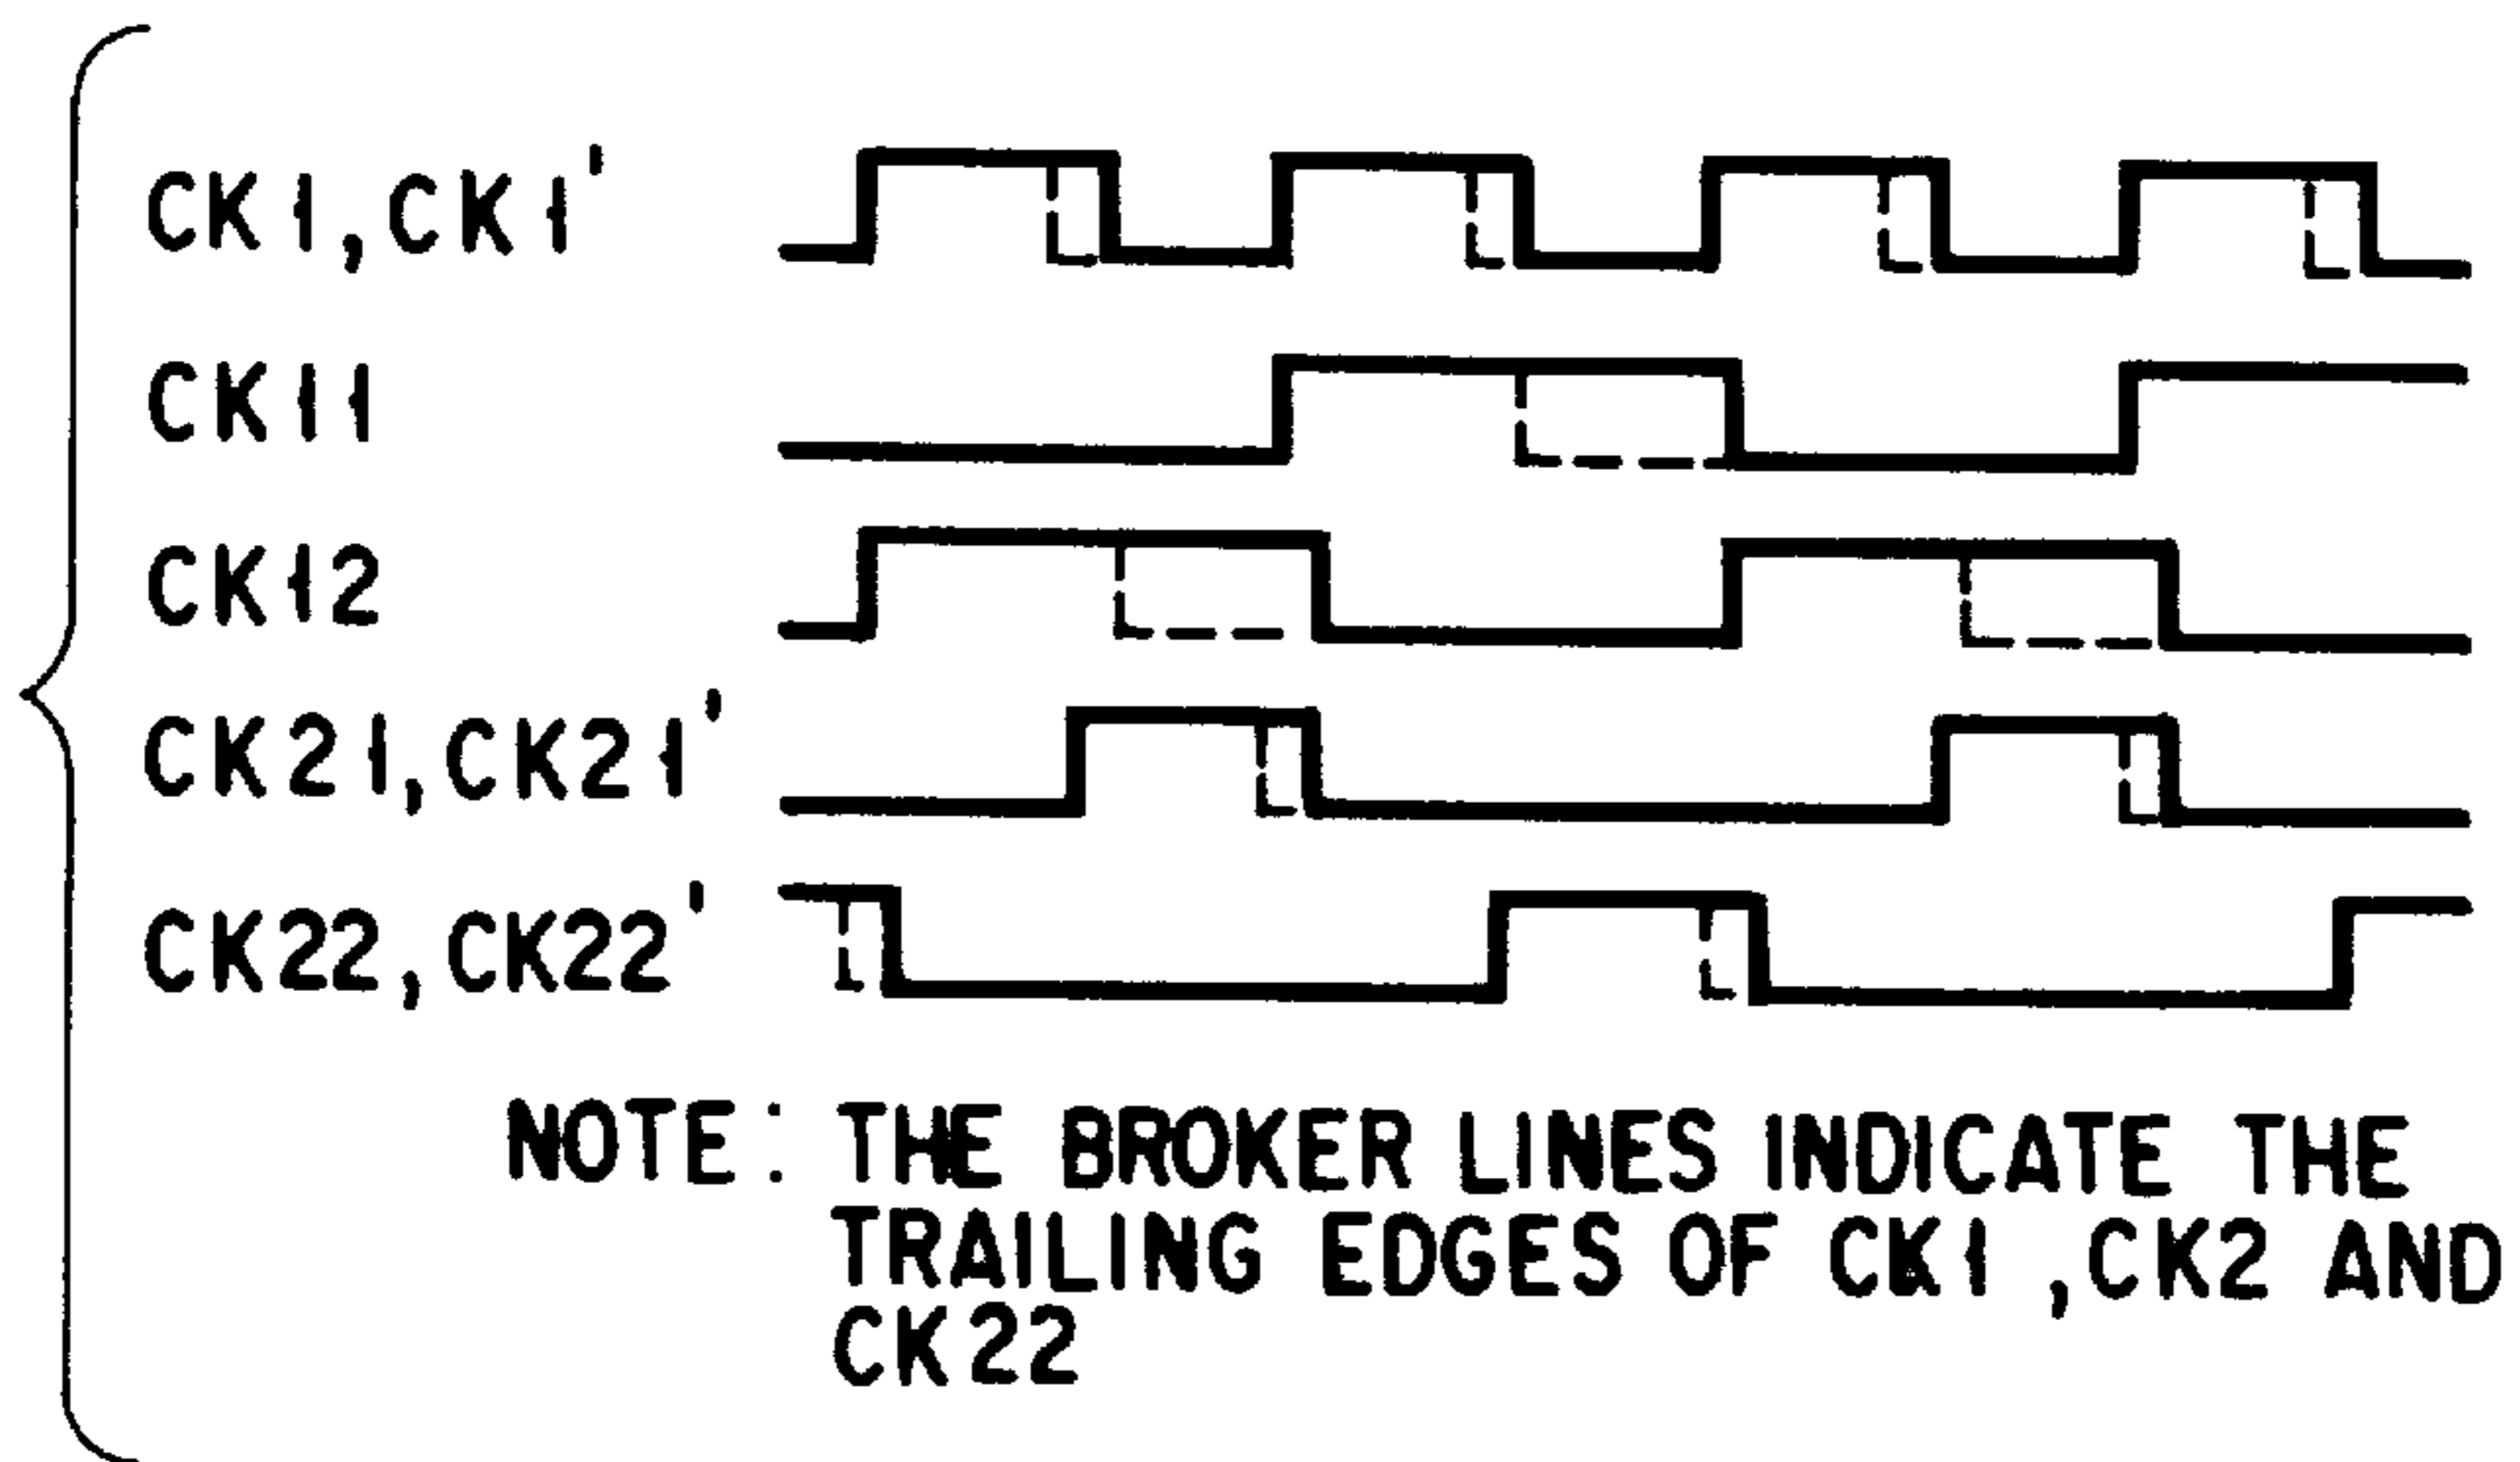 CK1,CK1'
CK11
CK12
CK21,CK21'
CK22,CK22'
NOTE: THE BROKER LINES INDICATE THE
TRAILING EDGES OF CK1 ,CK2 AND
CK22